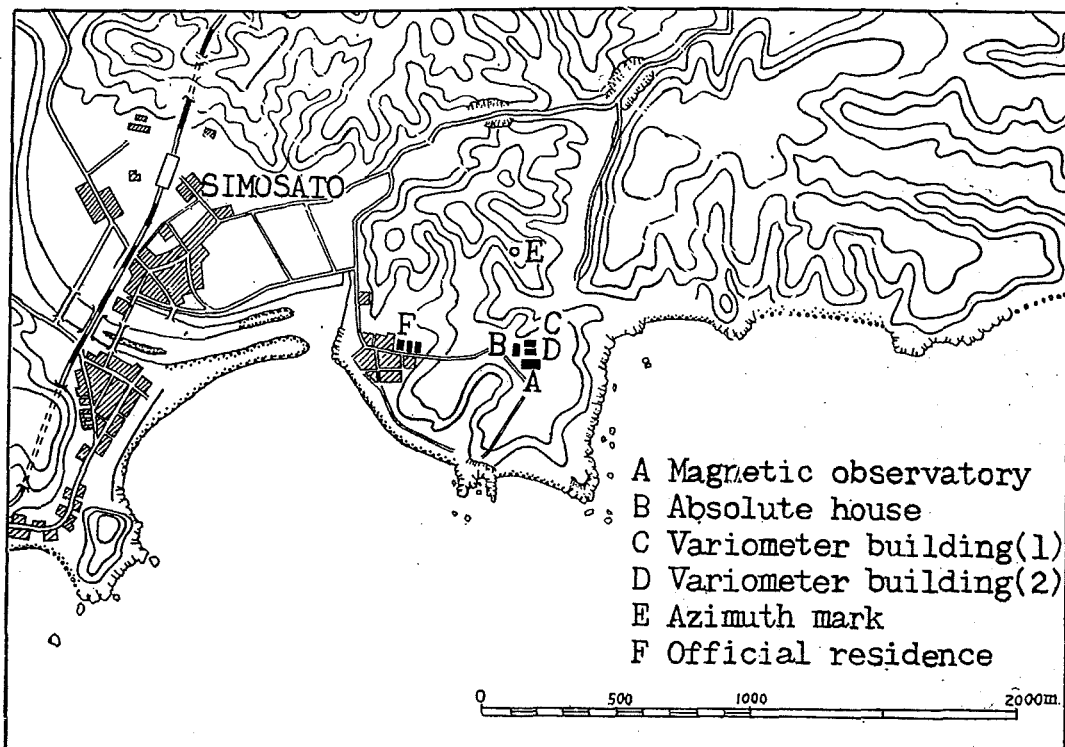 SIMOSATO
E
C
F
B
D
A
A Magnetic observatory
B Absolute house
C Variometer building(1)
D Variometer building(2)
E Azimuth mark
F Official residence
0 500 1000 2000m.